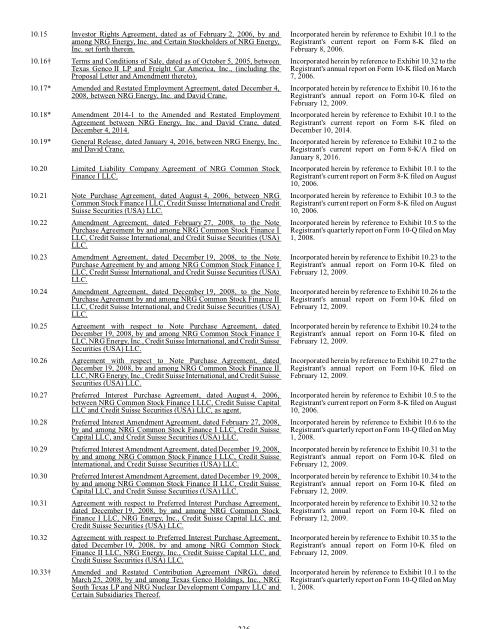 10.15 Investor Rights Agreement, dated as of February 2, 2006, by and Incorporated herein by reference to Exhibit 10.1 to the
among NRG Energy, Inc. and Certain Stockholders of NRG Energy, Registrant's current report on Form 8-K filed on
Inc. set forth therein. February 8, 2006.
10.16† Terms and Conditions of Sale, dated as of October 5, 2005, between Incorporated herein by reference to Exhibit 10.32 to the
Texas Genco II LP and Freight Car America, Inc., (including the Registrant's annual report on Form 10-K filed on March
Proposal Letter and Amendment thereto). 7, 2006.
10.17* Amended and Restated Employment Agreement, dated December 4, Incorporated herein by reference to Exhibit 10.16 to the
2008, between NRG Energy, Inc. and David Crane. Registrant's annual report on Form 10-K filed on
February 12, 2009.
10.18* Amendment 2014-1 to the Amended and Restated Employment Incorporated herein by reference to Exhibit 10.1 to the
Agreement between NRG Energy, Inc. and David Crane, dated Registrant's current report on Form 8-K filed on
December 4, 2014. December 10, 2014.
10.19* General Release, dated January 4, 2016, between NRG Energy, Inc. Incorporated herein by reference to Exhibit 10.2 to the
and David Crane. Registrant's current report on Form 8-K/A filed on
January 8, 2016.
10.20 Limited Liability Company Agreement of NRG Common Stock Incorporated herein by reference to Exhibit 10.1 to the
Finance I LLC. Registrant's current report on Form 8-K filed on August
10, 2006.
10.21 Note Purchase Agreement, dated August 4, 2006, between NRG Incorporated herein by reference to Exhibit 10.3 to the
Common Stock Finance I LLC, Credit Suisse International and Credit Registrant's current report on Form 8-K filed on August
Suisse Securities (USA) LLC. 10, 2006.
10.22 Amendment Agreement, dated February 27, 2008, to the Note Incorporated herein by reference to Exhibit 10.5 to the
Purchase Agreement by and among NRG Common Stock Finance I Registrant's quarterly report on Form 10-Q filed on May
LLC, Credit Suisse International, and Credit Suisse Securities (USA) 1, 2008.
LLC.
10.23 Amendment Agreement, dated December 19, 2008, to the Note Incorporated herein by reference to Exhibit 10.23 to the
Purchase Agreement by and among NRG Common Stock Finance I Registrant's annual report on Form 10-K filed on
LLC, Credit Suisse International, and Credit Suisse Securities (USA) February 12, 2009.
LLC.
10.24 Amendment Agreement, dated December 19, 2008, to the Note Incorporated herein by reference to Exhibit 10.26 to the
Purchase Agreement by and among NRG Common Stock Finance II Registrant's annual report on Form 10-K filed on
LLC, Credit Suisse International, and Credit Suisse Securities (USA) February 12, 2009.
LLC.
10.25 Agreement with respect to Note Purchase Agreement, dated Incorporated herein by reference to Exhibit 10.24 to the
December 19, 2008, by and among NRG Common Stock Finance I Registrant's annual report on Form 10-K filed on
LLC, NRG Energy, Inc., Credit Suisse International, and Credit Suisse February 12, 2009.
Securities (USA) LLC.
10.26 Agreement with respect to Note Purchase Agreement, dated Incorporated herein by reference to Exhibit 10.27 to the
December 19, 2008, by and among NRG Common Stock Finance II Registrant's annual report on Form 10-K filed on
LLC, NRG Energy, Inc., Credit Suisse International, and Credit Suisse February 12, 2009.
Securities (USA) LLC.
10.27 Preferred Interest Purchase Agreement, dated August 4, 2006, Incorporated herein by reference to Exhibit 10.5 to the
between NRG Common Stock Finance I LLC, Credit Suisse Capital Registrant's current report on Form 8-K filed on August
LLC and Credit Suisse Securities (USA) LLC, as agent. 10, 2006.
10.28 Preferred Interest Amendment Agreement, dated February 27, 2008, Incorporated herein by reference to Exhibit 10.6 to the
by and among NRG Common Stock Finance I LLC, Credit Suisse Registrant's quarterly report on Form 10-Q filed on May
Capital LLC, and Credit Suisse Securities (USA) LLC. 1, 2008.
10.29 Preferred Interest Amendment Agreement, dated December 19, 2008, Incorporated herein by reference to Exhibit 10.31 to the
by and among NRG Common Stock Finance I LLC, Credit Suisse Registrant's annual report on Form 10-K filed on
International, and Credit Suisse Securities (USA) LLC. February 12, 2009.
10.30 Preferred Interest Amendment Agreement, dated December 19, 2008, Incorporated herein by reference to Exhibit 10.34 to the
by and among NRG Common Stock Finance II LLC, Credit Suisse Registrant's annual report on Form 10-K filed on
Capital LLC, and Credit Suisse Securities (USA) LLC. February 12, 2009.
10.31 Agreement with respect to Preferred Interest Purchase Agreement, Incorporated herein by reference to Exhibit 10.32 to the
dated December 19, 2008, by and among NRG Common Stock Registrant's annual report on Form 10-K filed on
Finance I LLC, NRG Energy, Inc., Credit Suisse Capital LLC, and February 12, 2009.
Credit Suisse Securities (USA) LLC.
10.32 Agreement with respect to Preferred Interest Purchase Agreement, Incorporated herein by reference to Exhibit 10.35 to the
dated December 19, 2008, by and among NRG Common Stock Registrant's annual report on Form 10-K filed on
Finance II LLC, NRG Energy, Inc., Credit Suisse Capital LLC, and February 12, 2009.
Credit Suisse Securities (USA) LLC.
10.33† Amended and Restated Contribution Agreement (NRG), dated Incorporated herein by reference to Exhibit 10.1 to the
March 25, 2008, by and among Texas Genco Holdings, Inc., NRG Registrant's quarterly report on Form 10-Q filed on May
South Texas LP and NRG Nuclear Development Company LLC and 1, 2008.
Certain Subsidiaries Thereof.